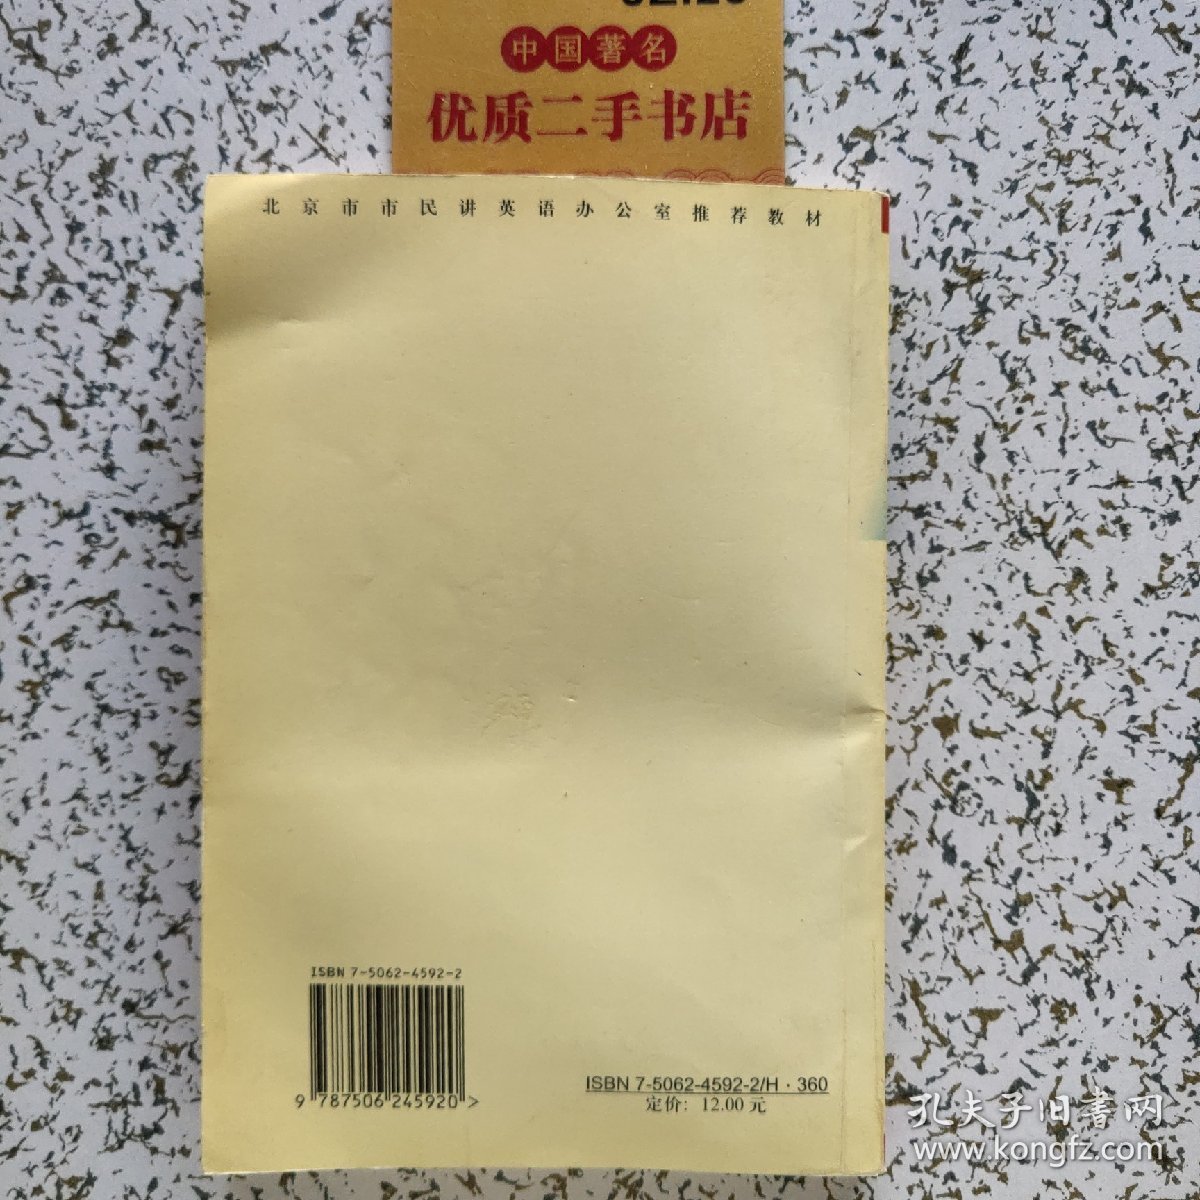 中国著名
优质二手书店
北京市市民讲英语办公室推荐教材
ISBN 7-5062-4592-2
9 787506 245920 >
ISBN 7-5062-4592-2/H · 360
定价: 12.00 元
孔夫子旧书网
www.kongfz.com